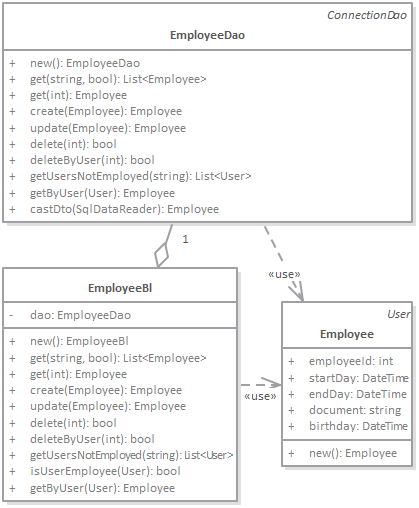 ConnectionDao
EmployeeDao
+ new(): EmployeeDao
+ get(string, bool): List<Employee>
+ get(int): Employee
+ create(Employee): Employee
+ update(Employee): Employee
+ delete(int): bool
+ deleteByUser(int): bool
+ getUsersNotEmployed(string): List<User>
+ getByUser(User): Employee
+ castDto(SqlDataReader): Employee
1
«use»
EmployeeBl
- dao: EmployeeDao
+ new(): EmployeeBl
+ get(string, bool): List<Employee>
+ get(int): Employee
+ create(Employee): Employee
+ update(Employee): Employee
+ delete(int): bool
+ deleteByUser(int): bool
+ getUsersNotEmployed(string): List<User>
+ isUserEmployee(User): bool
+ getByUser(User): Employee
«use»
User
Employee
+ employeeId: int
+ startDay: DateTime
+ endDay: DateTime
+ document: string
+ birthday: DateTime
+ new(): Employee